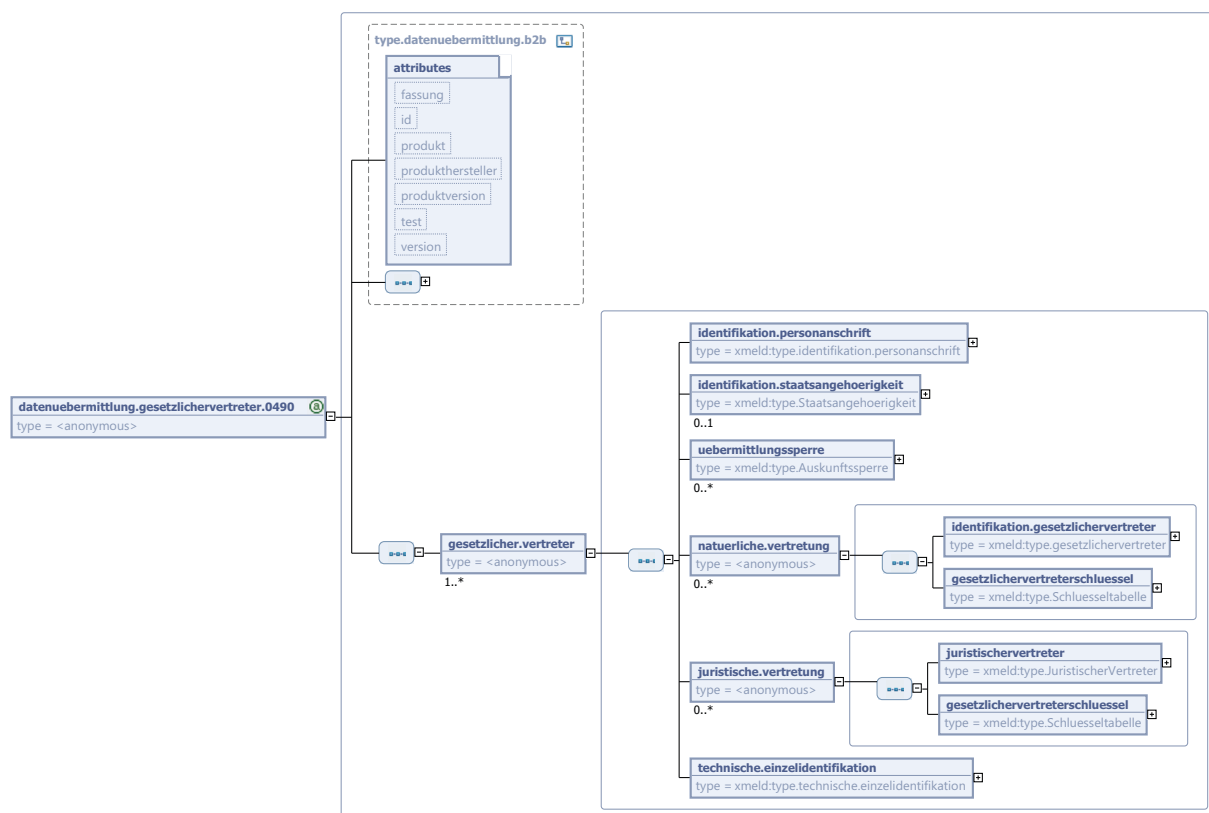 type.datenuebermittlung.b2b
attributes
fassung
id
produkt
produkthersteller
produktversion
test
version
datenuebermittlung.gesetzlichervertreter.0490 a
type = <anonymous>
gesetzlicher.vertreter
type = <anonymous>
1..*
identifikation.personanschrift
type = xmeld:type.identifikation.personanschrift
identifikation.staatsangehoerigkeit
type = xmeld:type.Staatsangehoerigkeit
0..1
uebermittlungssperre
type = xmeld:type.Auskunftssperre
0..*
natuerliche.vertretung
type = <anonymous>
0..*
identifikation.gesetzlichervertreter
type = xmeld:type.gesetzlichervertreter
gesetzlichervertreterschluessel
type = xmeld:type.Schluesseltabelle
juristische.vertretung
type = <anonymous>
0..*
juristischervertreter
type = xmeld:type.JuristischerVertreter
gesetzlichervertreterschluessel
type = xmeld:type.Schluesseltabelle
technische.einzelidentifikation
type = xmeld:type.technische.einzelidentifikation